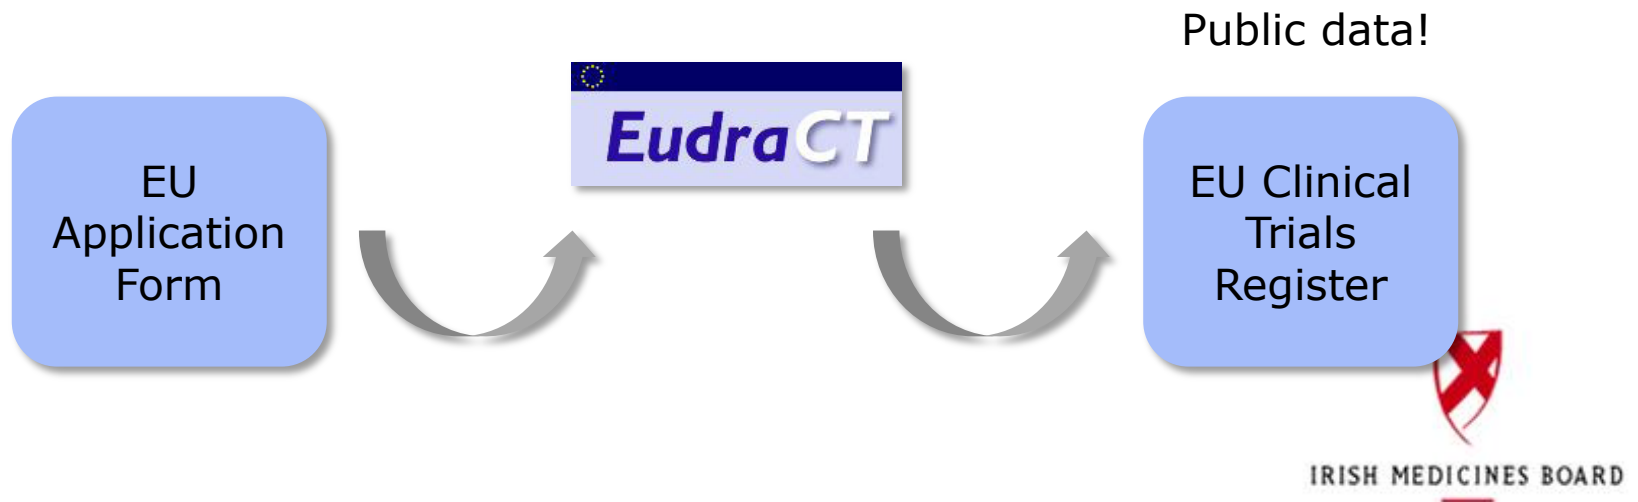 Public data!
EudraCT
EU
Application
Form
EU Clinical
Trials
Register
IRISH MEDICINES BOARD